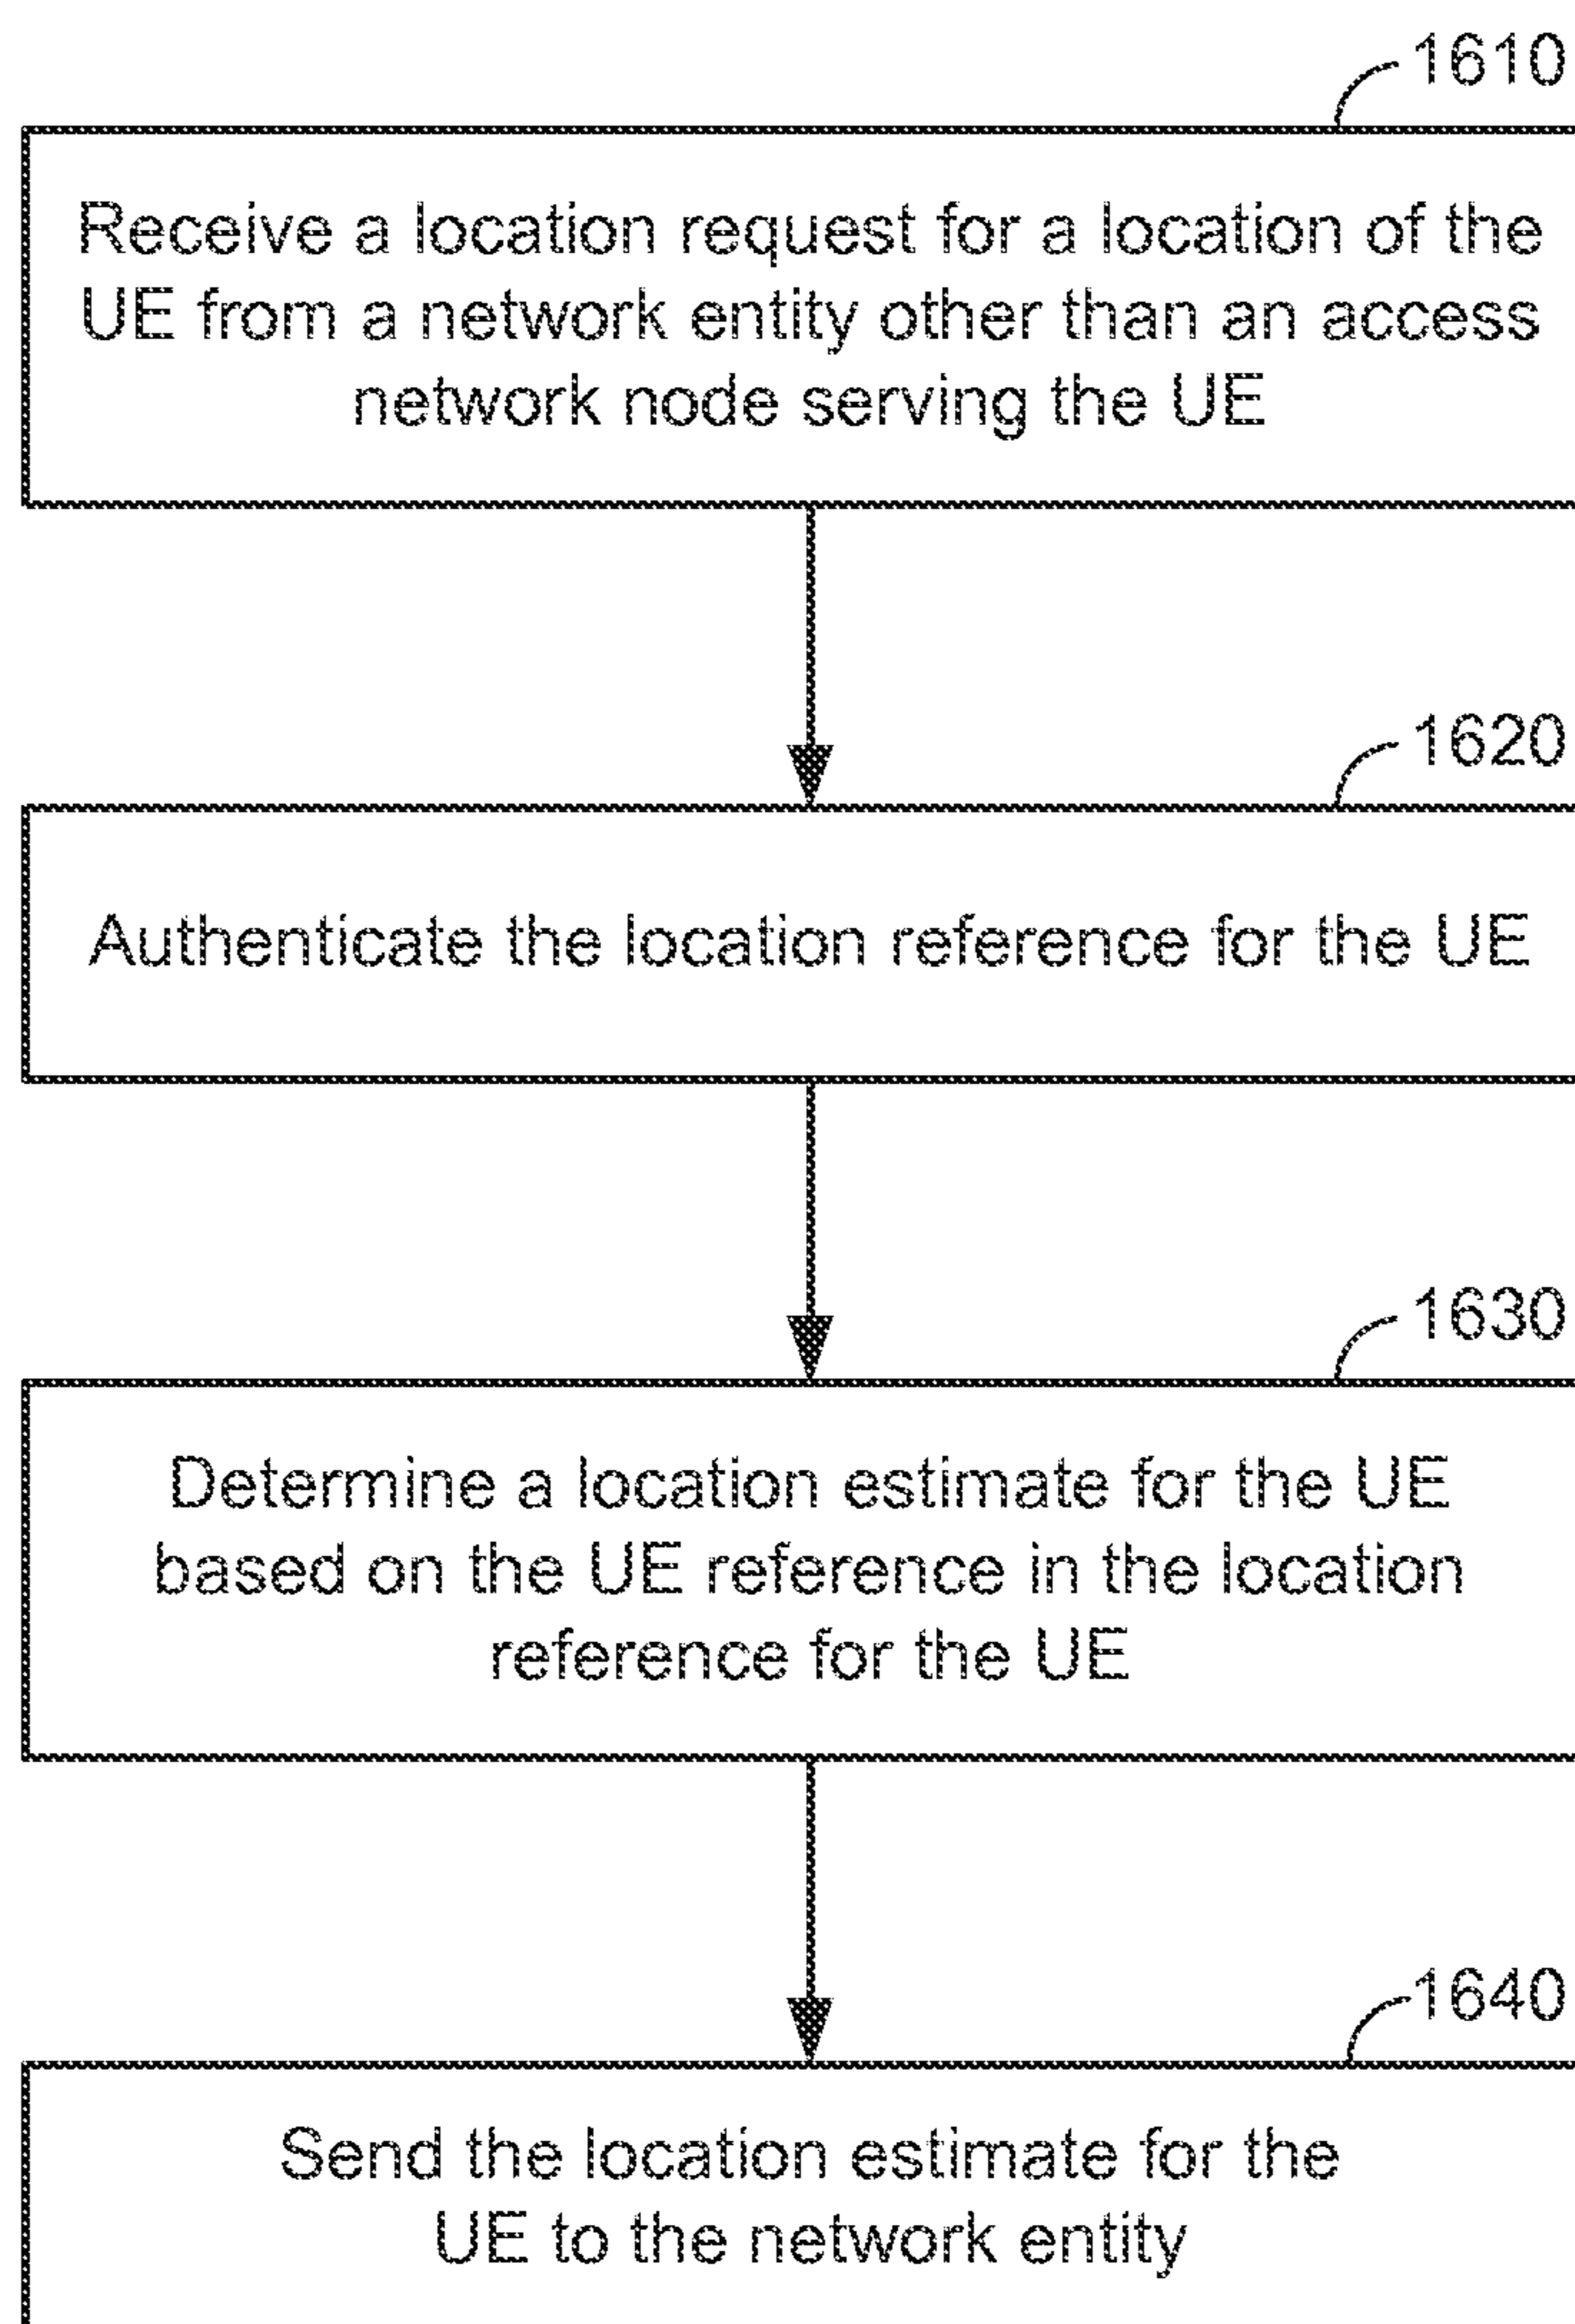 1610
Receive a location request for a location of the
UE from a network entity other than an access
network node serving the UE
1620
Authenticate the location reference for the UE
1630
Determine a location estimate for the UE
based on the UE reference in the location
reference for the UE
1640
Send the location estimate for the
UE to the network entity